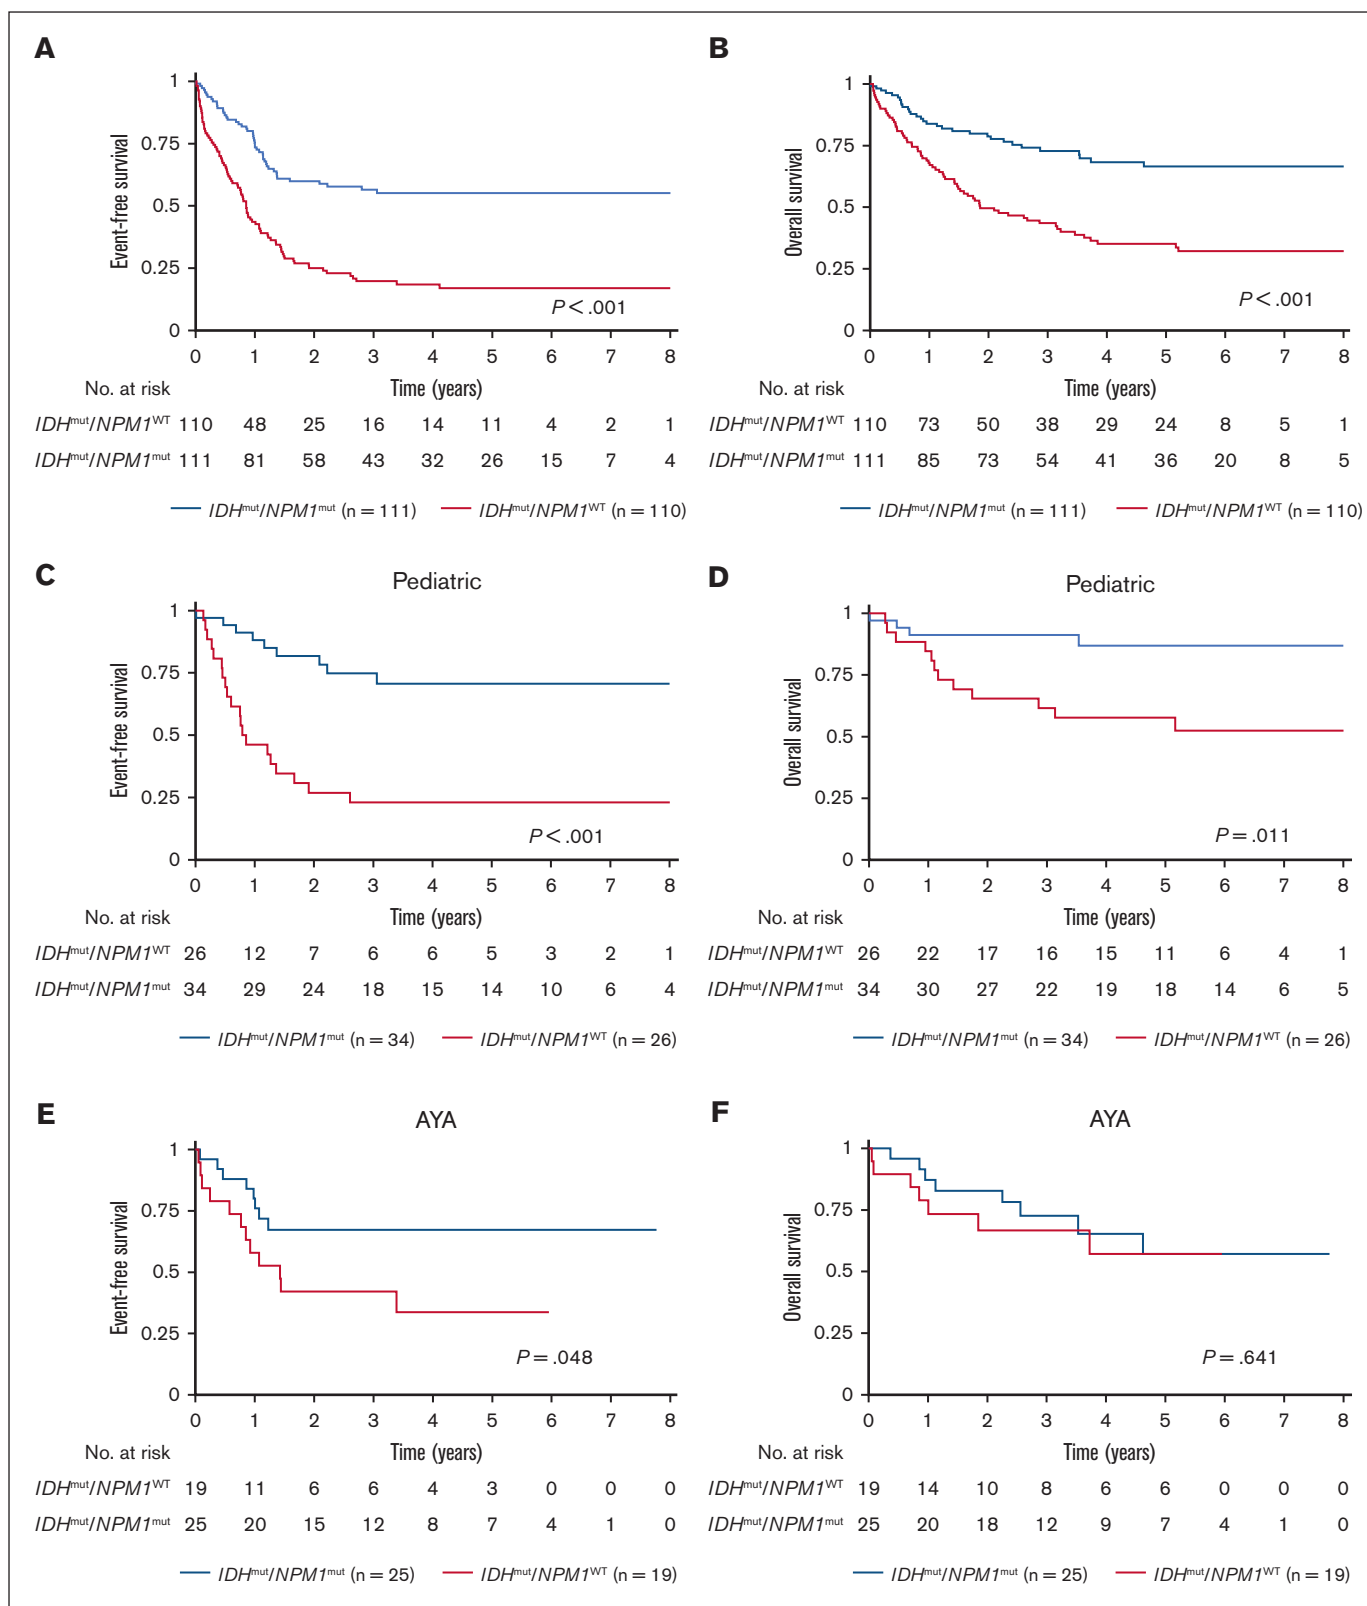 A
Event-free survival
1
0.75
0.5
0.25
0
P < .001
0 1 2 3 4 5 6 7 8
No. at risk Time (years)
IDHmut/NPM1WT 110 48 25 16 14 11 4 2 1
IDHmut/NPM1mut 111 81 58 43 32 26 15 7 4
IDHmut/NPM1mut (n = 111) IDHmut/NPM1WT (n = 110)
B
Overall survival
1
0.75
0.5
0.25
0
P < .001
0 1 2 3 4 5 6 7 8
No. at risk Time (years)
IDHmut/NPM1WT 110 73 50 38 29 24 8 5 1
IDHmut/NPM1mut 111 85 73 54 41 36 20 8 5
IDHmut/NPM1mut (n = 111) IDHmut/NPM1WT (n = 110)
C
Pediatric
Event-free survival
1
0.75
0.5
0.25
0
P < .001
0 1 2 3 4 5 6 7 8
No. at risk Time (years)
IDHmut/NPM1WT 26 12 7 6 6 5 3 2 1
IDHmut/NPM1mut 34 29 24 18 15 14 10 6 4
IDHmut/NPM1mut (n = 34) IDHmut/NPM1WT (n = 26)
D
Pediatric
Overall survival
1
0.75
0.5
0.25
0
P = .011
0 1 2 3 4 5 6 7 8
No. at risk Time (years)
IDHmut/NPM1WT 26 22 17 16 15 11 6 4 1
IDHmut/NPM1mut 34 30 27 22 19 18 14 6 5
IDHmut/NPM1mut (n = 34) IDHmut/NPM1WT (n = 26)
E
AYA
Event-free survival
1
0.75
0.5
0.25
0
P = .048
0 1 2 3 4 5 6 7 8
No. at risk Time (years)
IDHmut/NPM1WT 19 11 6 6 4 3 0 0 0
IDHmut/NPM1mut 25 20 15 12 8 7 4 1 0
IDHmut/NPM1mut (n = 25) IDHmut/NPM1WT (n = 19)
F
AYA
Overall survival
1
0.75
0.5
0.25
0
P = .641
0 1 2 3 4 5 6 7 8
No. at risk Time (years)
IDHmut/NPM1WT 19 14 10 8 6 6 0 0 0
IDHmut/NPM1mut 25 20 18 12 9 7 4 1 0
IDHmut/NPM1mut (n = 25) IDHmut/NPM1WT (n = 19)